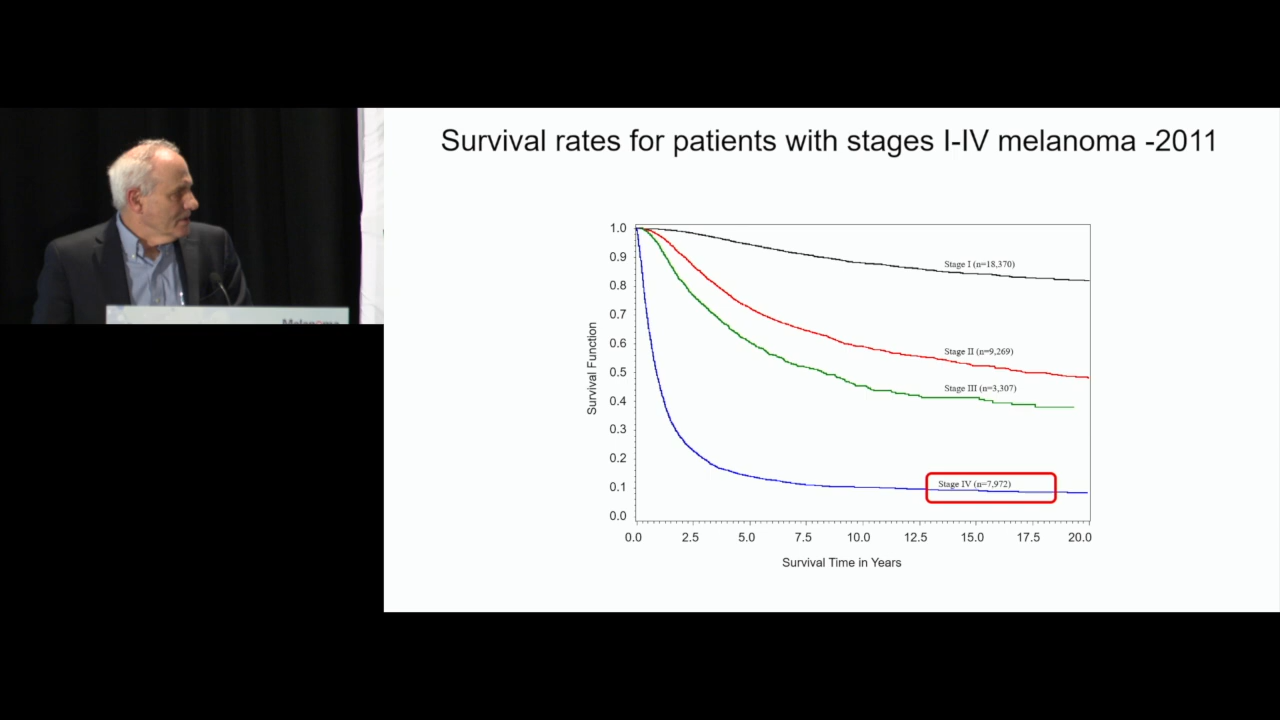 Survival rates for patients with stages I-IV melanoma -2011
1.0
0.9
0.8
0.7
0.6
0.5
0.4
0.3
0.2
0.1
0.0
Survival Function
Stage I (n=18,370)
Stage II (n=9,269)
Stage III (n=3,307)
Stage IV (n=7,972)
0.0 2.5 5.0 7.5 10.0 12.5 15.0 17.5 20.0
Survival Time in Years
Melanoma